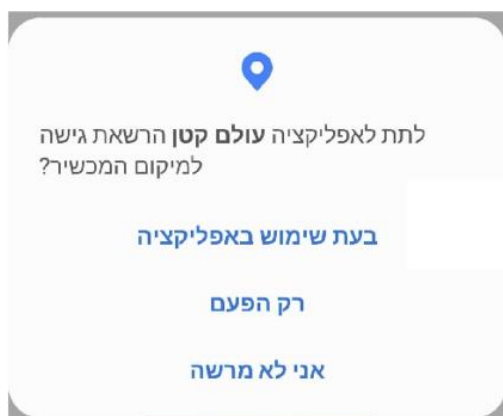 לתת לאפליקציה עולם קטן הרשאת גישה
למיקום המכשיר?
בעת שימוש באפליקציה
רק הפעם
אני לא מרשה